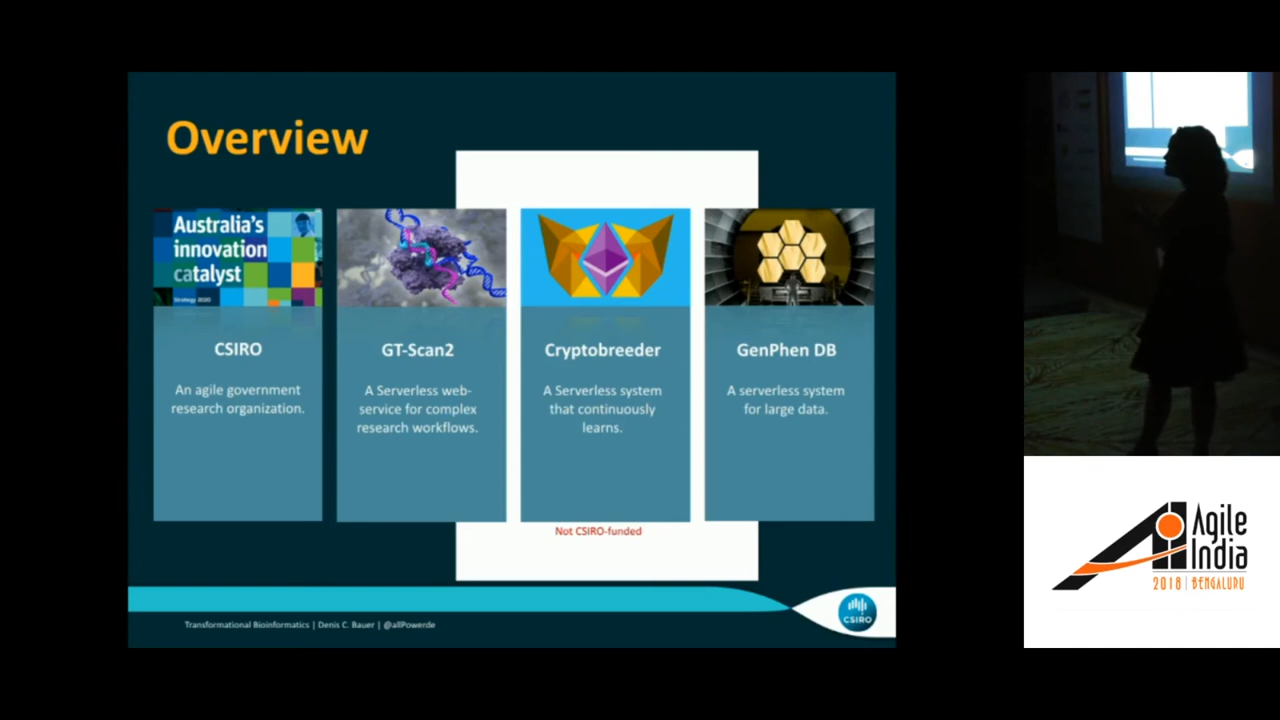 Overview
Australia's
innovation
catalyst
Strategy 2020
CSIRO
An agile government
research organization.
GT-Scan2
A Serverless web-
service for complex
research workflows.
Cryptobreeder
A Serverless system
that continuously
learns.
GenPhen DB
A serverless system
for large data.
Not CSIRO-funded
Transformational Bioinformatics | Denis C. Bauer | @allPowerde
CSIRO
Agile
India
2018 | BENGALURU